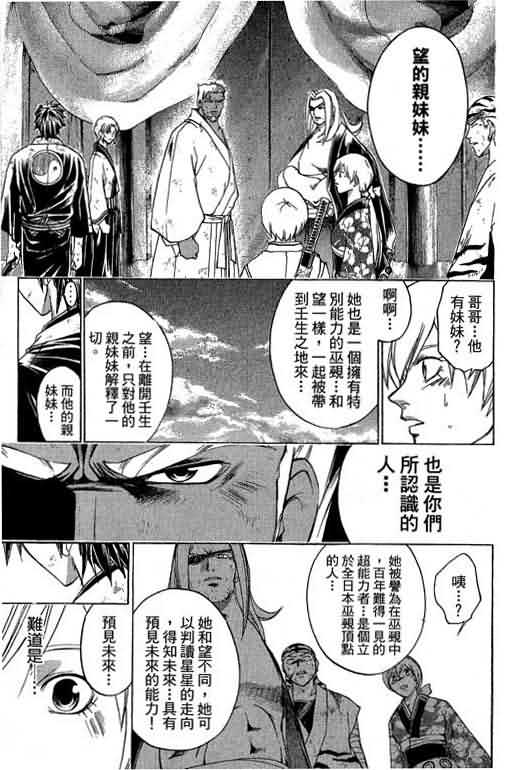 望的親妹妹⋯⋯
哥哥⋯他
有妹妹?
啊啊⋯
她也是一個擁有特
別能力的巫覡⋯和
望一樣，一起被帶
到壬生之地來⋯
望⋯在離開壬生
之前，只對他的
親妹妹解釋了一
切。
而他的親
妹妹⋯
也是你們
所認識的
人⋯
咦⋯?
她被譽為在巫覡中
，百年難得一見的
超能力者⋯是個立
於全日本巫覡頂點
的人⋯
她和望不同，她可
以判讀星星的走向
，得知未來⋯具有
預見未來的能力！
預見未來⋯
難道是⋯！